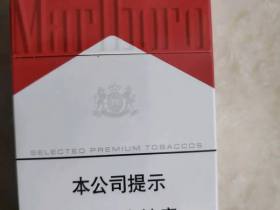 Marlboro
SELECTED PREMIUM TOBACCOS
本公司提示